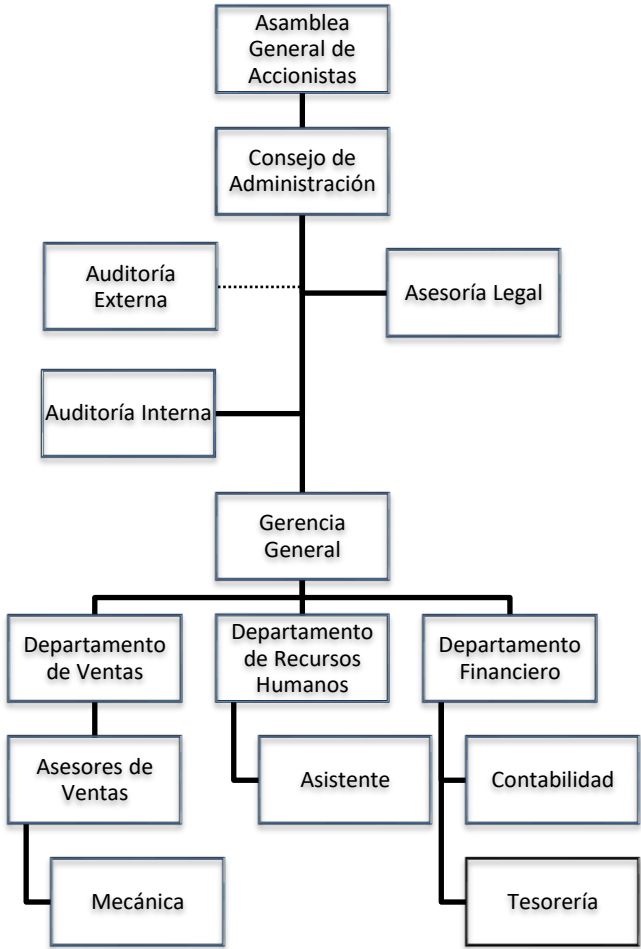 Asamblea
General de
Accionistas
Consejo de
Administración
Auditoría
Externa
Asesoría Legal
Auditoría Interna
Gerencia
General
Departamento
de Ventas
Departamento
de Recursos
Humanos
Departamento
Financiero
Asesores de
Ventas
Asistente
Contabilidad
Mecánica
Tesorería